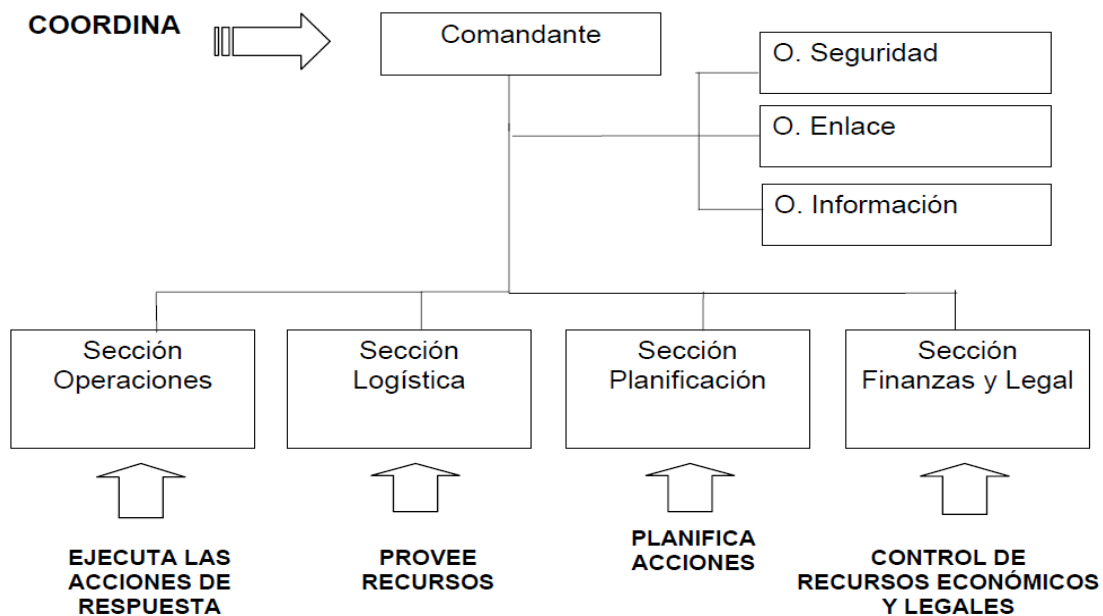 COORDINA
Comandante
O. Seguridad
O. Enlace
O. Información
Sección
Operaciones
Sección
Logística
Sección
Planificación
Sección
Finanzas y Legal
EJECUTA LAS
ACCIONES DE
RESPUESTA
PROVEE
RECURSOS
PLANIFICA
ACCIONES
CONTROL DE
RECURSOS ECONÓMICOS
Y LEGALES